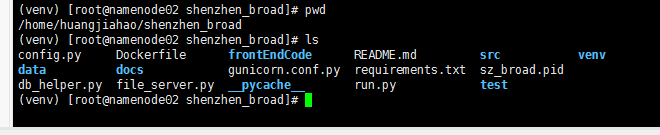 (venv) [root@namenode02 shenzhen_broad]# pwd
/home/huangjiahao/shenzhen_broad
(venv) [root@namenode02 shenzhen_broad]# ls
config.py Dockerfile frontEndCode README.md src venv
data docs gunicorn.conf.py requirements.txt sz_broad.pid
db_helper.py file_server.py __pycache__ run.py test
(venv) [root@namenode02 shenzhen_broad]#